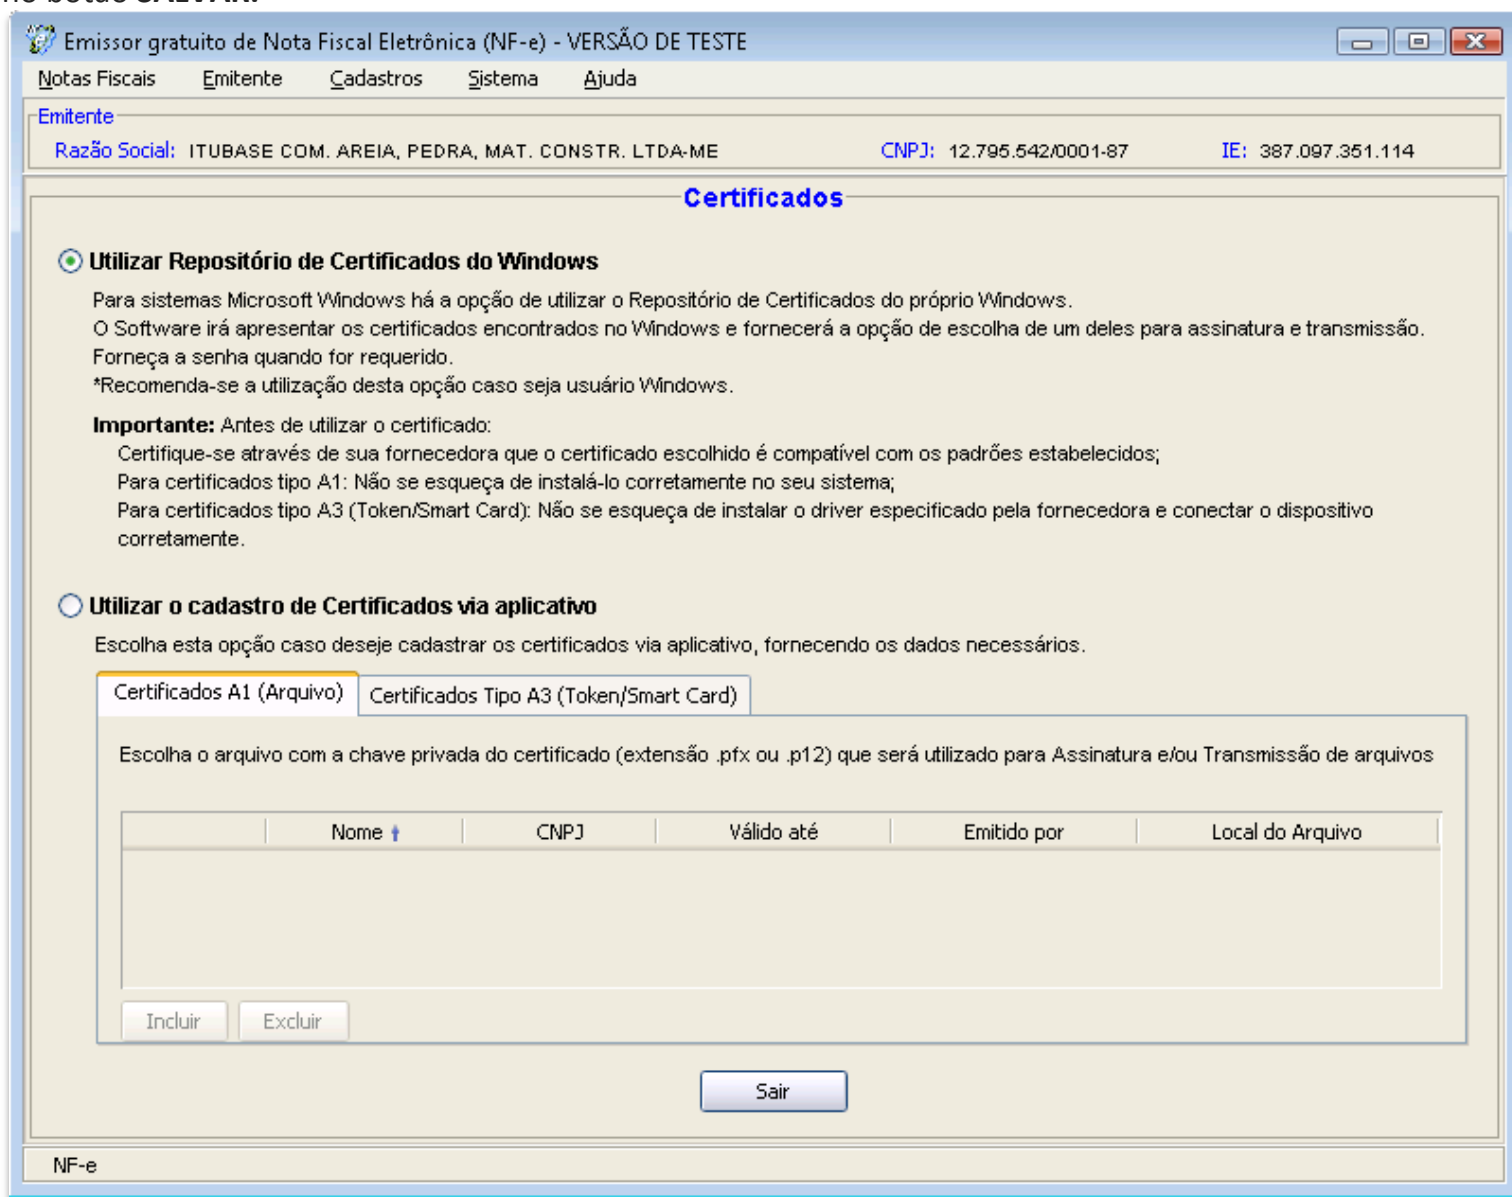 no botão SALVAR.
Emissor gratuito de Nota Fiscal Eletrônica (NF-e) - VERSÃO DE TESTE
Notas Fiscais Emitente Cadastros Sistema Ajuda
Emitente
Razão Social: ITUBASE COM. AREIA, PEDRA, MAT. CONSTR. LTDA-ME CNPJ: 12.795.542/0001-87 IE: 387.097.351.114
Certificados
Utilizar Repositório de Certificados do Windows
Para sistemas Microsoft Windows há a opção de utilizar o Repositório de Certificados do próprio Windows.
O Software irá apresentar os certificados encontrados no Windows e fornecerá a opção de escolha de um deles para assinatura e transmissão.
Forneça a senha quando for requerido.
*Recomenda-se a utilização desta opção caso seja usuário Windows.
Importante: Antes de utilizar o certificado:
Certifique-se através de sua fornecedora que o certificado escolhido é compatível com os padrões estabelecidos;
Para certificados tipo A1: Não se esqueça de instalá-lo corretamente no seu sistema;
Para certificados tipo A3 (Token/Smart Card): Não se esqueça de instalar o driver especificado pela fornecedora e conectar o dispositivo
corretamente.
Utilizar o cadastro de Certificados via aplicativo
Escolha esta opção caso deseje cadastrar os certificados via aplicativo, fornecendo os dados necessários.
Certificados A1 (Arquivo) Certificados Tipo A3 (Token/Smart Card)
Escolha o arquivo com a chave privada do certificado (extensão .pfx ou .p12) que será utilizado para Assinatura e/ou Transmissão de arquivos
Nome CNPJ Válido até Emitido por Local do Arquivo
Incluir Excluir
Sair
NF-e